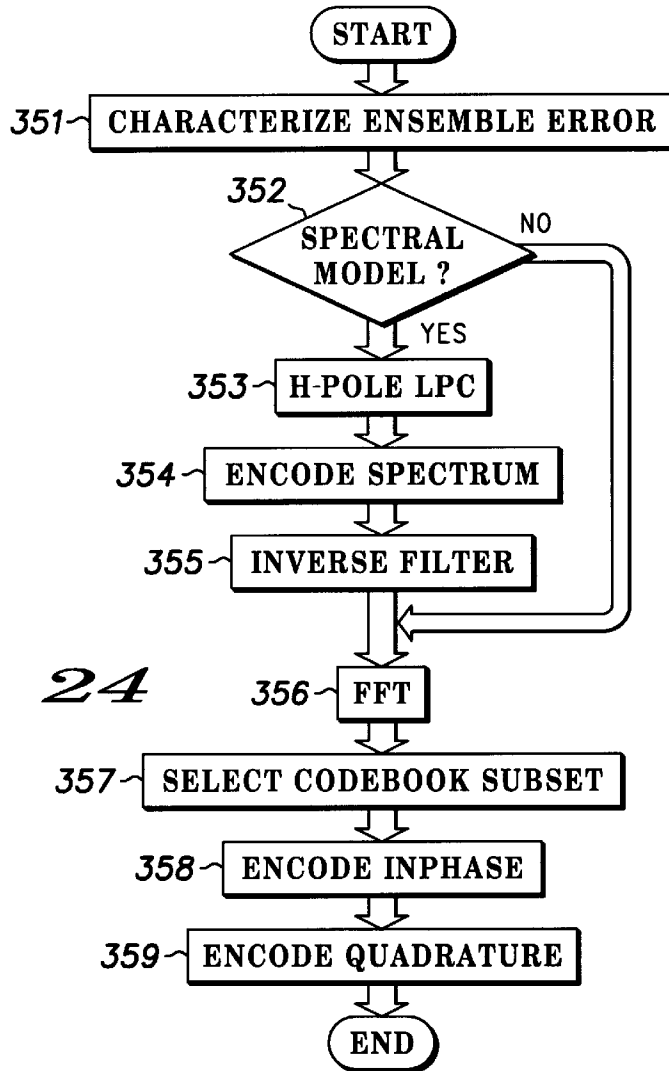 START
351
CHARACTERIZE ENSEMBLE ERROR
352
SPECTRAL
MODEL ?
NO
YES
353
H-POLE LPC
354
ENCODE SPECTRUM
355
INVERSE FILTER
24
356
FFT
357
SELECT CODEBOOK SUBSET
358
ENCODE INPHASE
359
ENCODE QUADRATURE
END